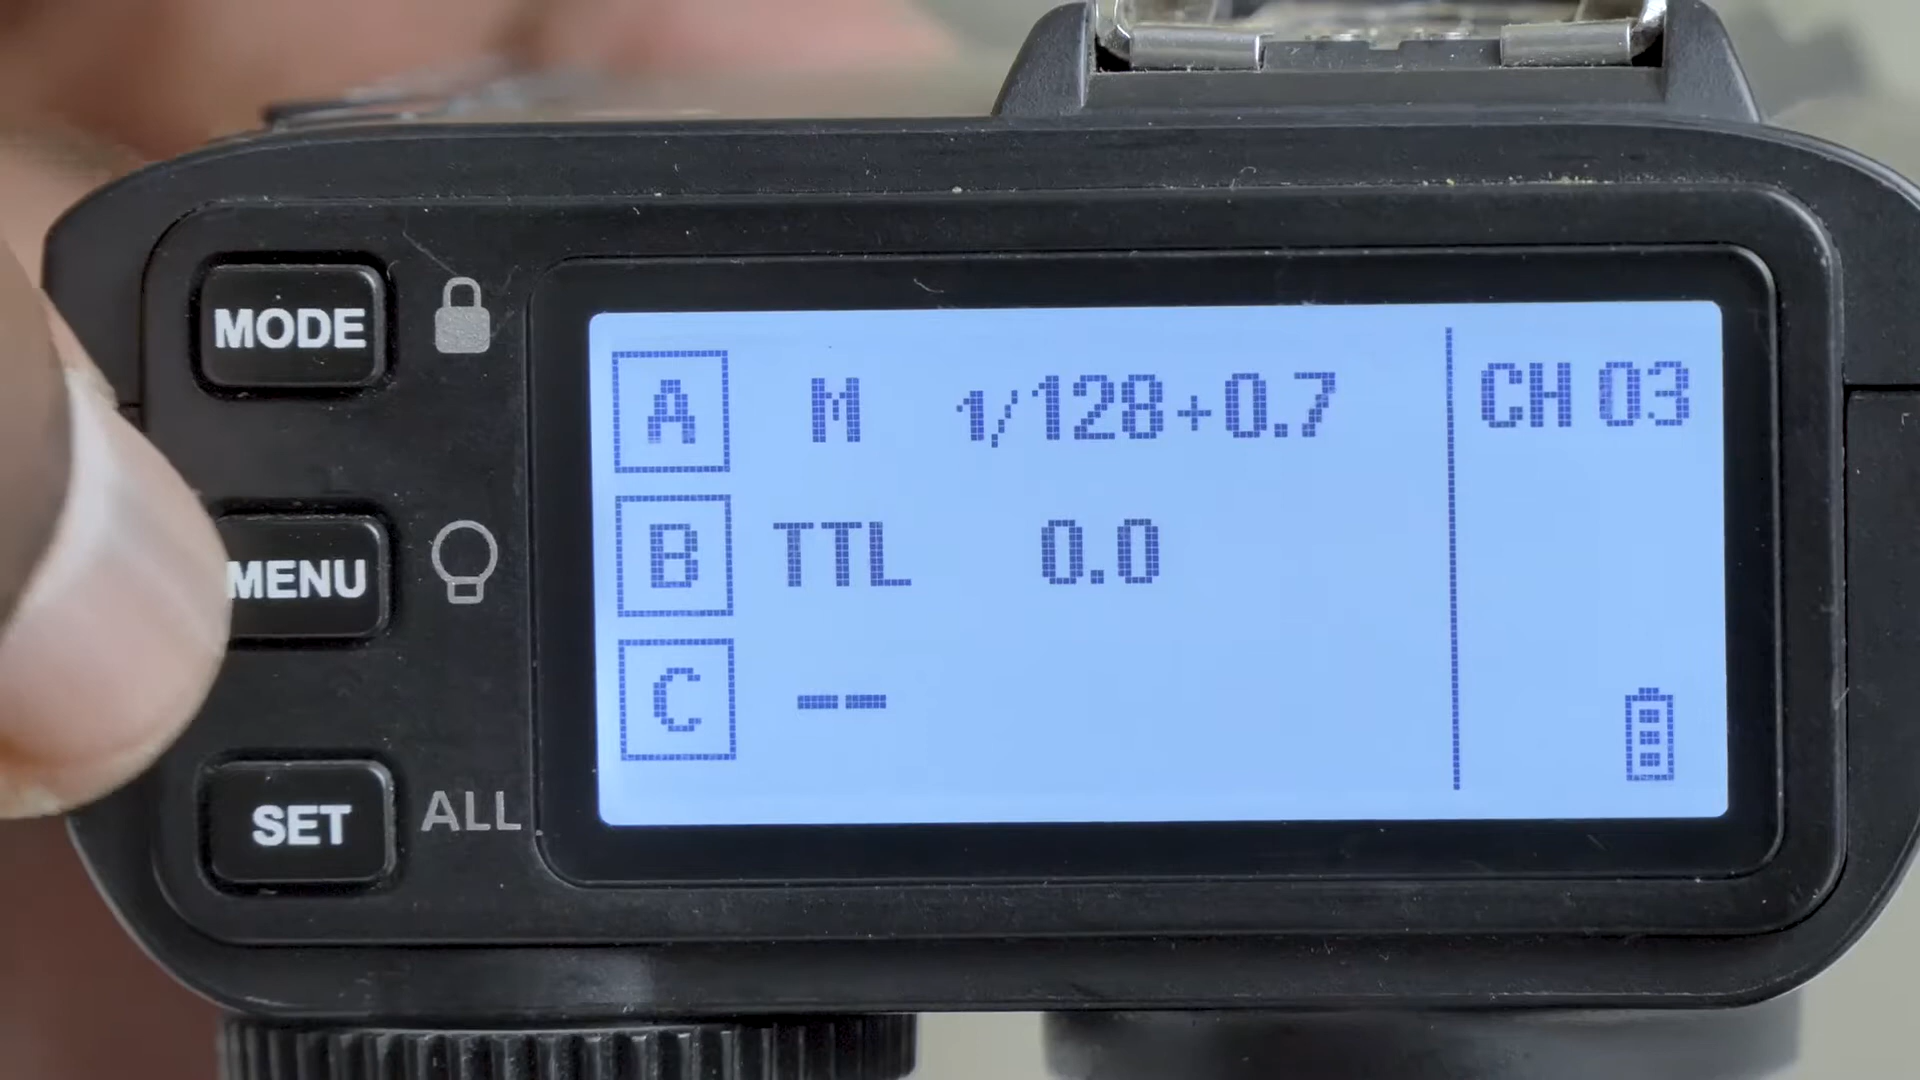 MODE
A M 1/128+0.7 CH 03
MENU
B TTL 0.0
C --
SET ALL